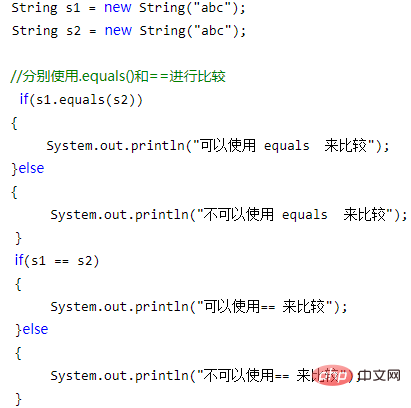 String s1 = new String("abc");
String s2 = new String("abc");
//分别使用.equals()和==进行比较
if(s1.equals(s2))
{
System.out.println("可以使用 equals  来比较");
}else
{
System.out.println("不可以使用 equals  来比较");
}
if(s1 == s2)
{
System.out.println("可以使用== 来比较");
}else
{
System.out.println("不可以使用== 来比较");
}
php 中文网